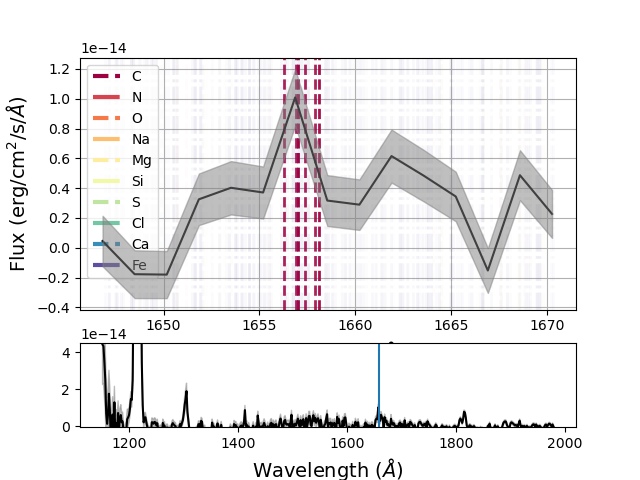 1e−14
1.2
1.0
0.8
0.6
0.4
0.2
0.0
−0.2
−0.4
Flux (erg/cm²/s/Å)
C
N
O
Na
Mg
Si
S
Cl
Ca
Fe
1650 1655 1660 1665 1670
1e−14
4
2
0
1200 1400 1600 1800 2000
Wavelength (Å)